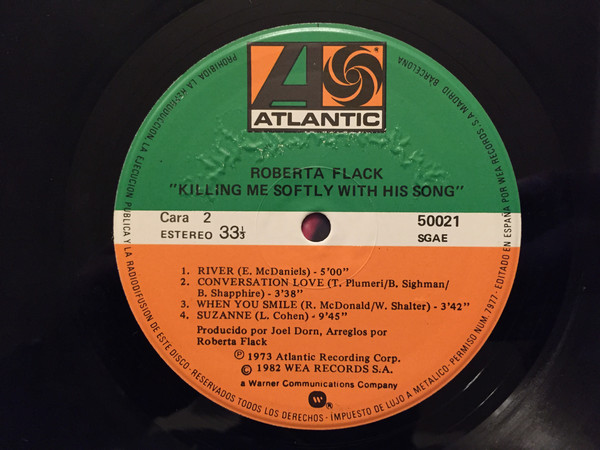 ATLANTIC
ROBERTA FLACK
"KILLING ME SOFTLY WITH HIS SONG"
Cara 2
50021
ESTEREO 33⅓
SGAE
1. RIVER (E. McDaniels) - 5'00"
2. CONVERSATION LOVE (T. Plumeri/B. Sighman/
B. Shapphire) - 3'38"
3. WHEN YOU SMILE (R. McDonald/W. Shalter) - 3'42"
4. SUZANNE (L. Cohen) - 9'45"
Producido por Joel Dorn, Arreglos por
Roberta Flack
Ⓟ 1973 Atlantic Recording Corp.
© 1982 WEA RECORDS S.A.
a Warner Communications Company
W ®
PROHIBIDA LA REPRODUCCION LA EJECUCION PUBLICA Y LA RADIODIFUSION DE ESTE DISCO - RESERVADOS TODOS LOS DERECHOS - IMPUESTO DE LUJO A METALICO - PERMISO NUM. 7977 - EDITADO EN ESPAÑA POR WEA RECORDS, S.A. MADRID BARCELONA